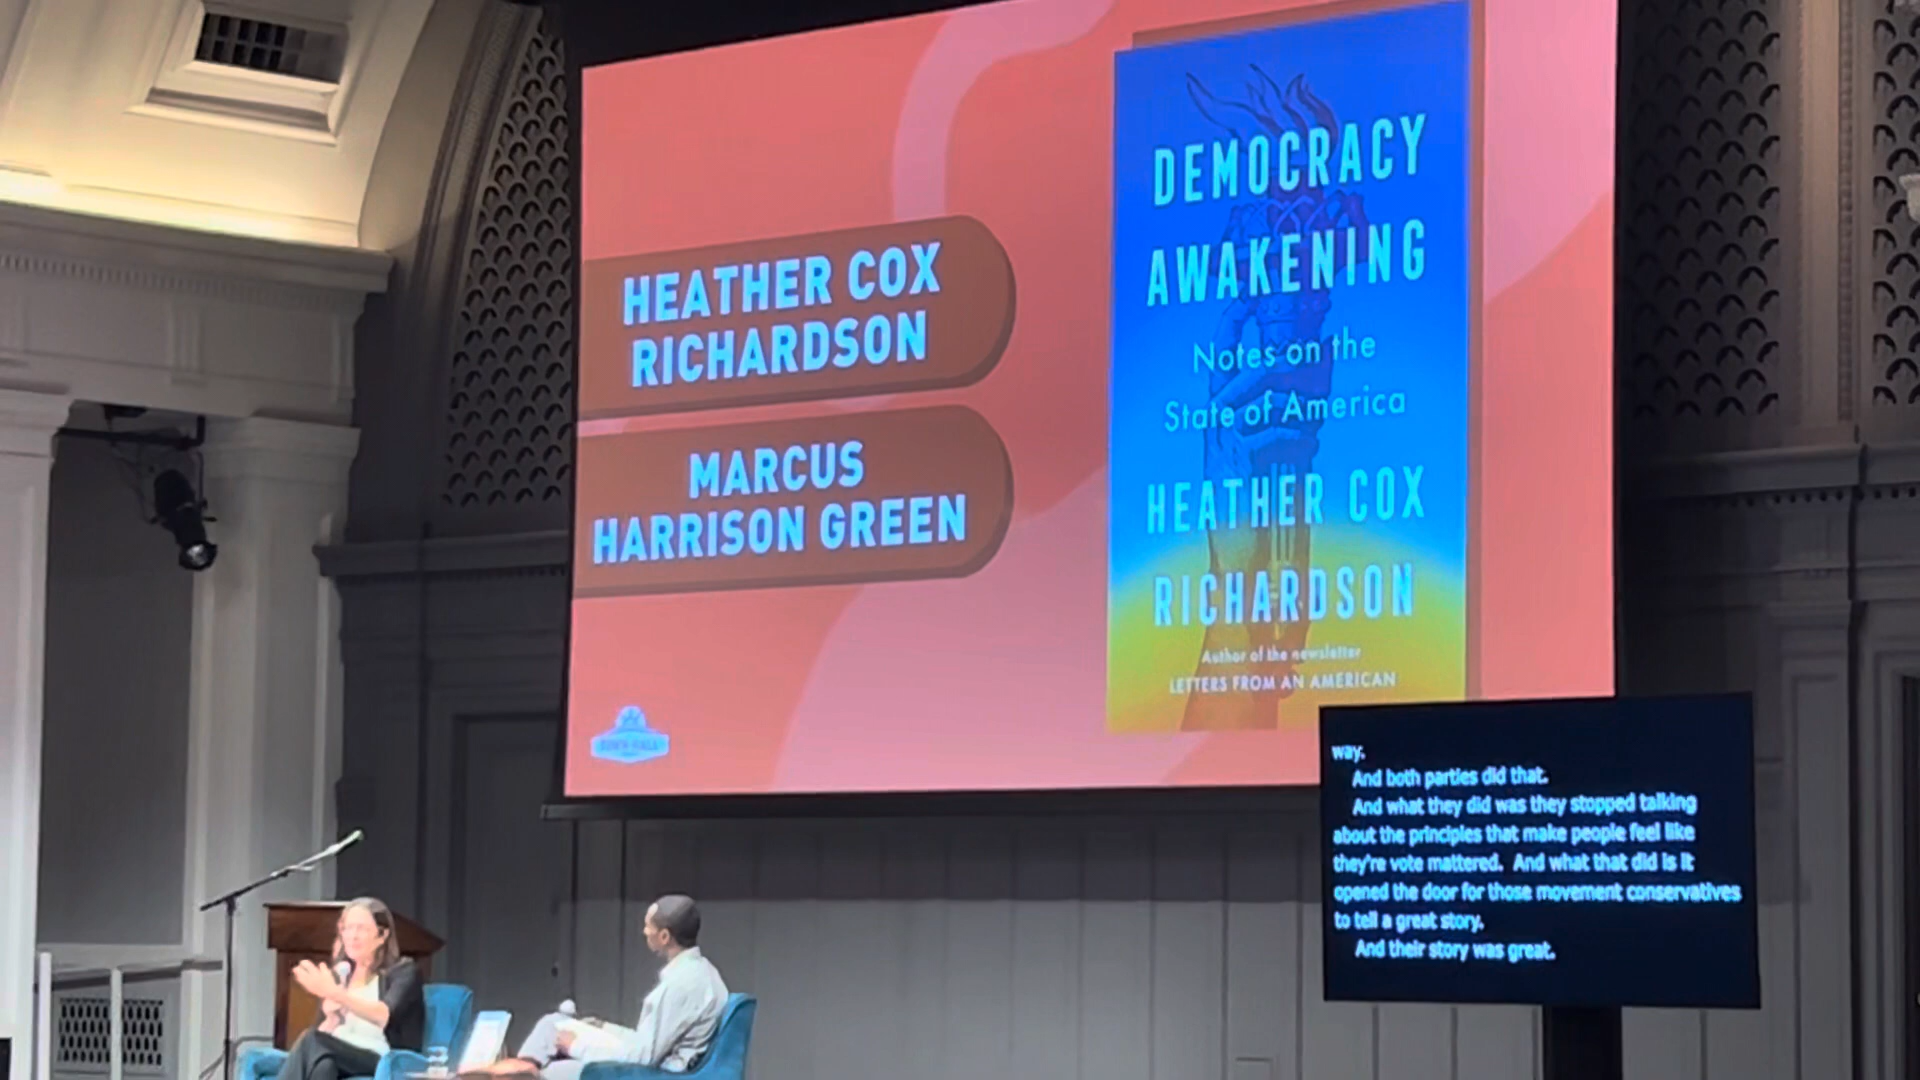 HEATHER COX
RICHARDSON
MARCUS
HARRISON GREEN
DEMOCRACY
AWAKENING
Notes on the
State of America
HEATHER COX
RICHARDSON
Author of the newsletter
LETTERS FROM AN AMERICAN
TOWN HALL
way.
And both parties did that.
And what they did was they stopped talking
about the principles that make people feel like
they're vote mattered. And what that did is it
opened the door for those movement conservatives
to tell a great story.
And their story was great.